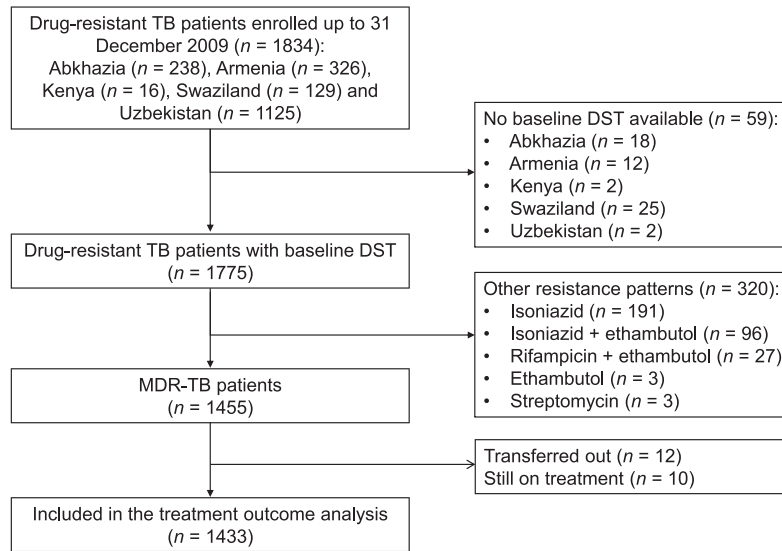 Drug-resistant TB patients enrolled up to 31
December 2009 (n = 1834):
Abkhazia (n = 238), Armenia (n = 326),
Kenya (n = 16), Swaziland (n = 129) and
Uzbekistan (n = 1125)
No baseline DST available (n = 59):
• Abkhazia (n = 18)
• Armenia (n = 12)
• Kenya (n = 2)
• Swaziland (n = 25)
• Uzbekistan (n = 2)
Drug-resistant TB patients with baseline DST
(n = 1775)
Other resistance patterns (n = 320):
• Isoniazid (n = 191)
• Isoniazid + ethambutol (n = 96)
• Rifampicin + ethambutol (n = 27)
• Ethambutol (n = 3)
• Streptomycin (n = 3)
MDR-TB patients
(n = 1455)
Transferred out (n = 12)
Still on treatment (n = 10)
Included in the treatment outcome analysis
(n = 1433)